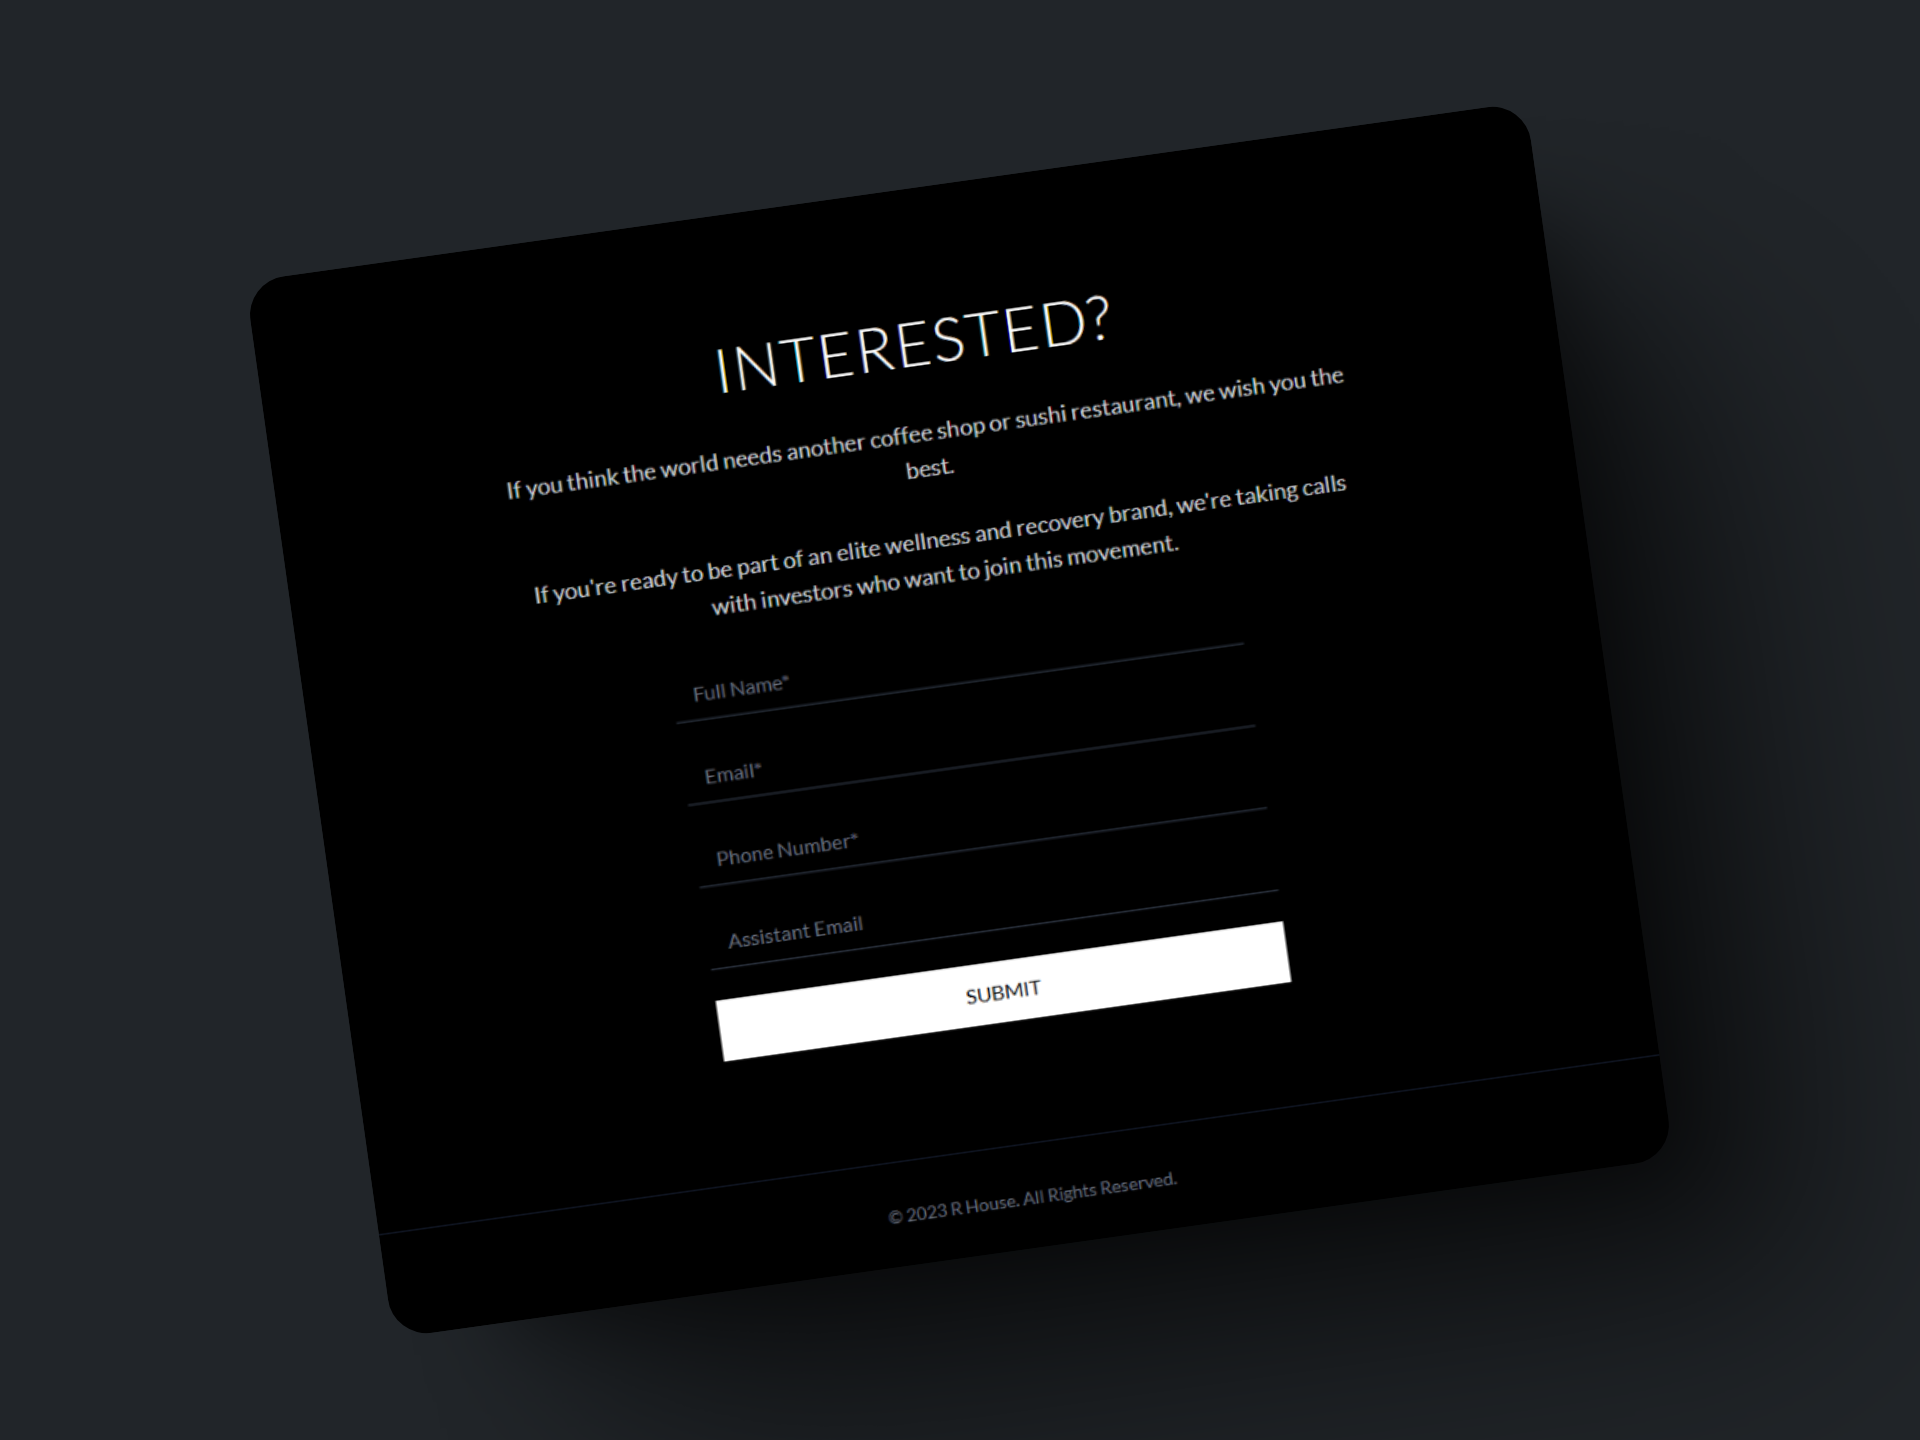 INTERESTED?
If you think the world needs another coffee shop or sushi restaurant, we wish you the
best.
If you're ready to be part of an elite wellness and recovery brand, we're taking calls
with investors who want to join this movement.
Full Name*
Email*
Phone Number*
Assistant Email
SUBMIT
© 2023 R House. All Rights Reserved.